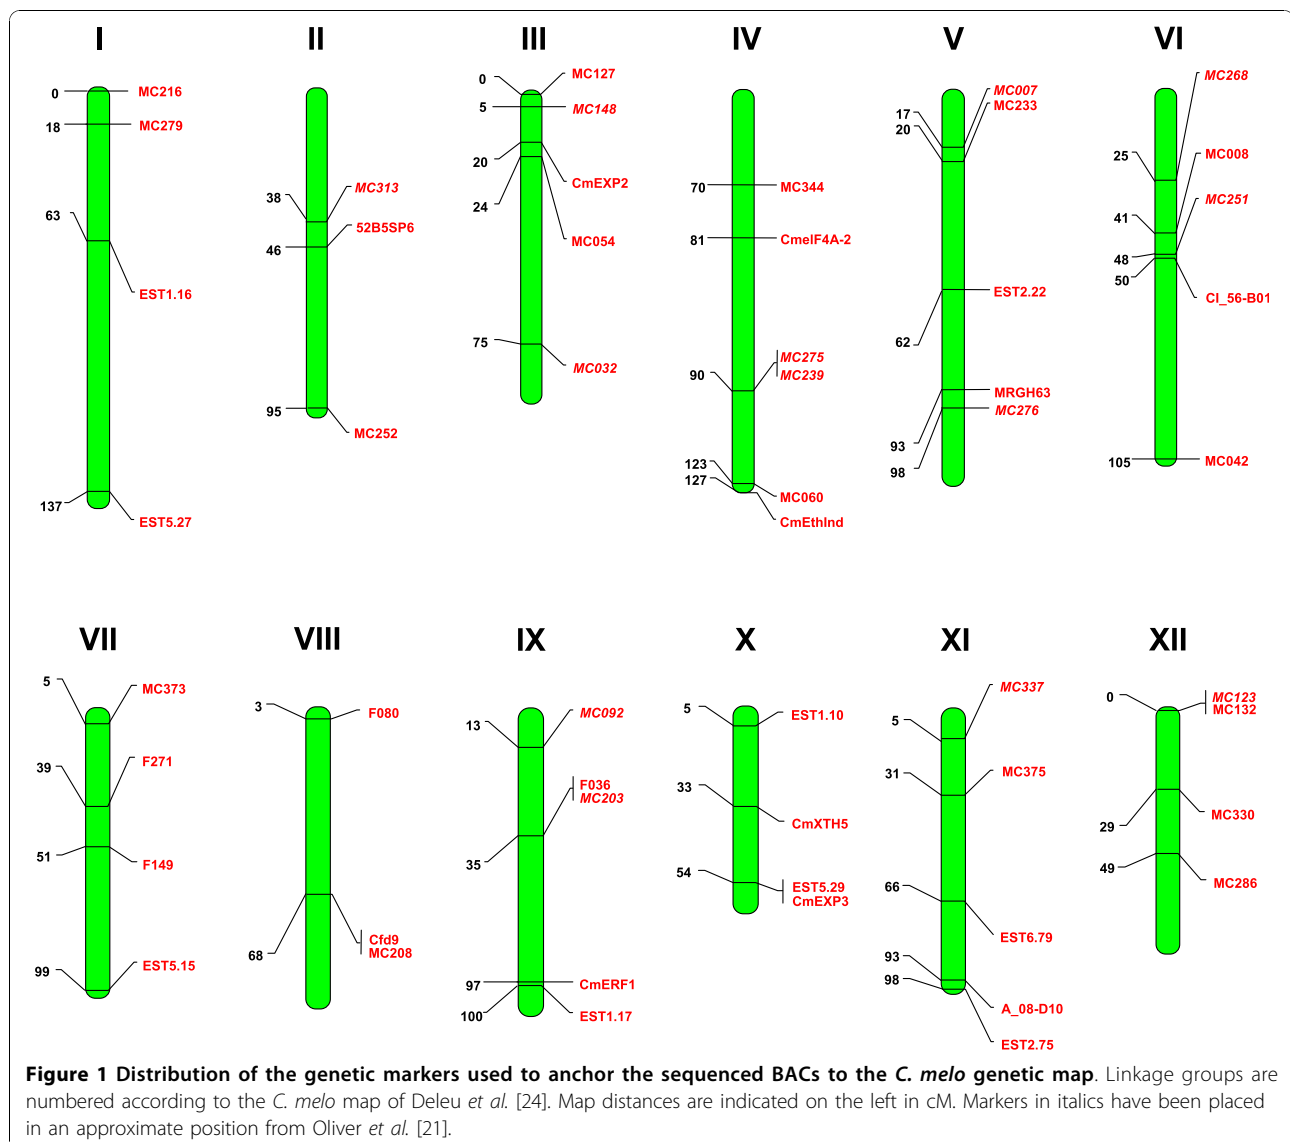 I
0
MC216
18
MC279
63
EST1.16
137
EST5.27
II
38
MC313
46
52B5SP6
95
MC252
III
0
MC127
5
MC148
20
CmEXP2
24
MC054
75
MC032
IV
70
MC344
81
CmeIF4A-2
90
MC275
MC239
123
MC060
127
CmEthInd
V
17
MC007
20
MC233
62
EST2.22
93
MRGH63
98
MC276
VI
25
MC268
41
MC008
48
MC251
50
CI_56-B01
105
MC042
VII
5
MC373
39
F271
51
F149
99
EST5.15
VIII
3
F080
68
Cfd9
MC208
IX
13
MC092
35
F036
MC203
97
CmERF1
100
EST1.17
X
5
EST1.10
33
CmXTH5
54
EST5.29
CmEXP3
XI
5
MC337
31
MC375
66
EST6.79
93
A_08-D10
98
EST2.75
XII
0
MC123
MC132
29
MC330
49
MC286
Figure 1 Distribution of the genetic markers used to anchor the sequenced BACs to the C. melo genetic map. Linkage groups are
numbered according to the C. melo map of Deleu et al. [24]. Map distances are indicated on the left in cM. Markers in italics have been placed
in an approximate position from Oliver et al. [21].